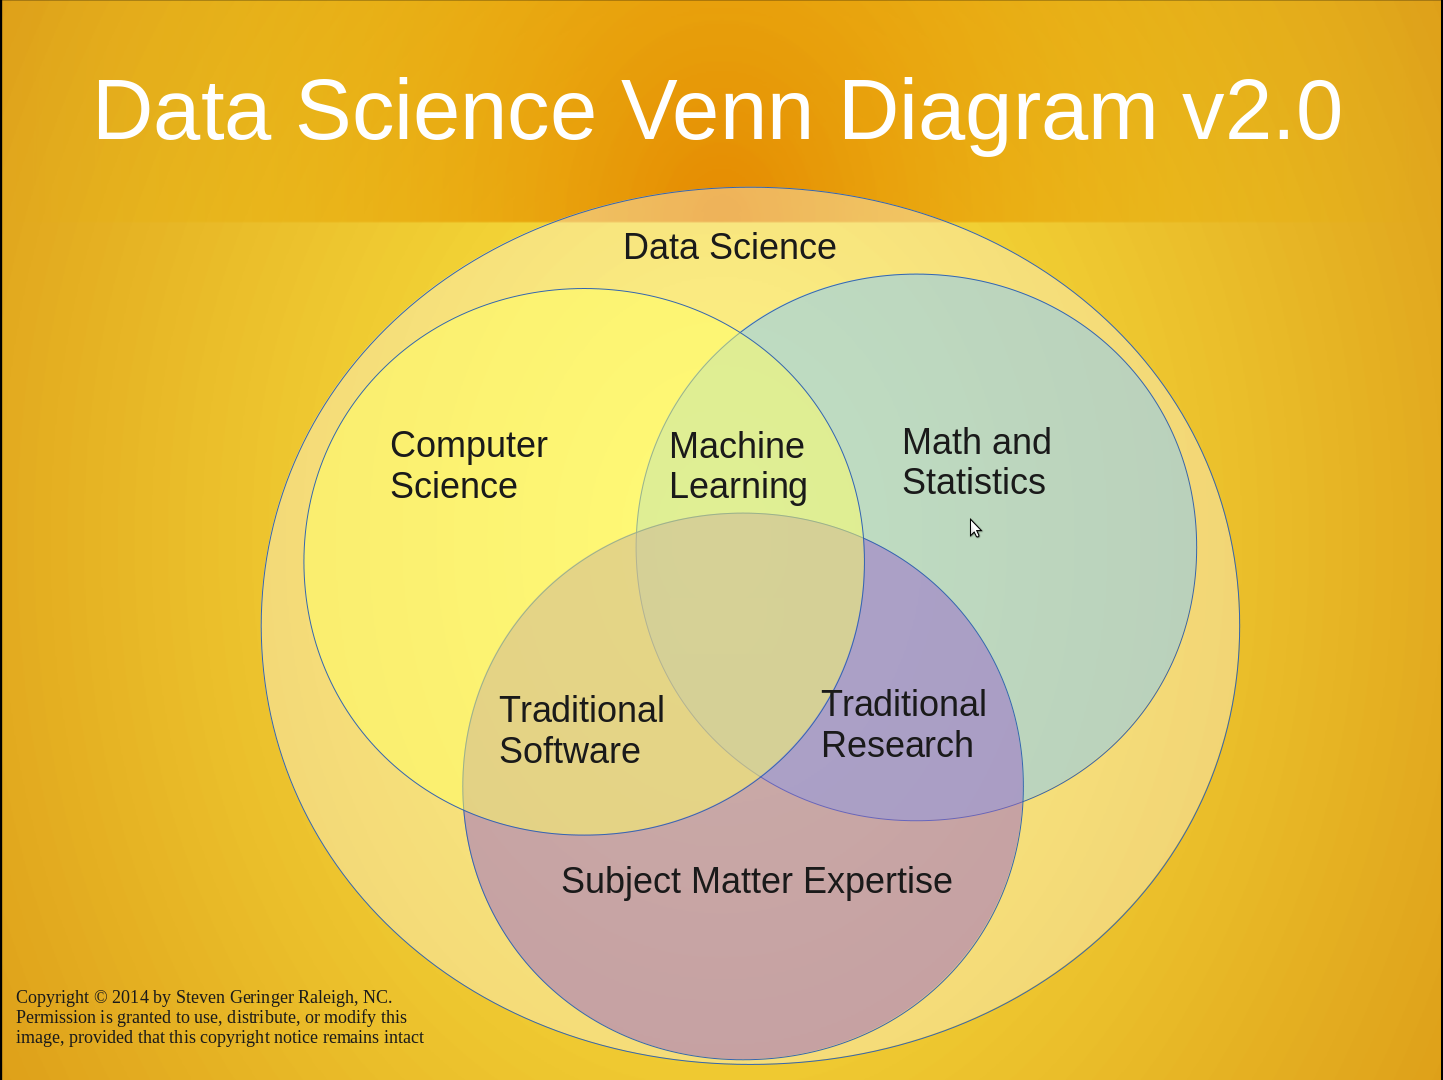 Data Science Venn Diagram v2.0
Data Science
Computer
Science
Machine
Learning
Math and
Statistics
Traditional
Software
Traditional
Research
Subject Matter Expertise
Copyright © 2014 by Steven Geringer Raleigh, NC.
Permission is granted to use, distribute, or modify this
image, provided that this copyright notice remains intact